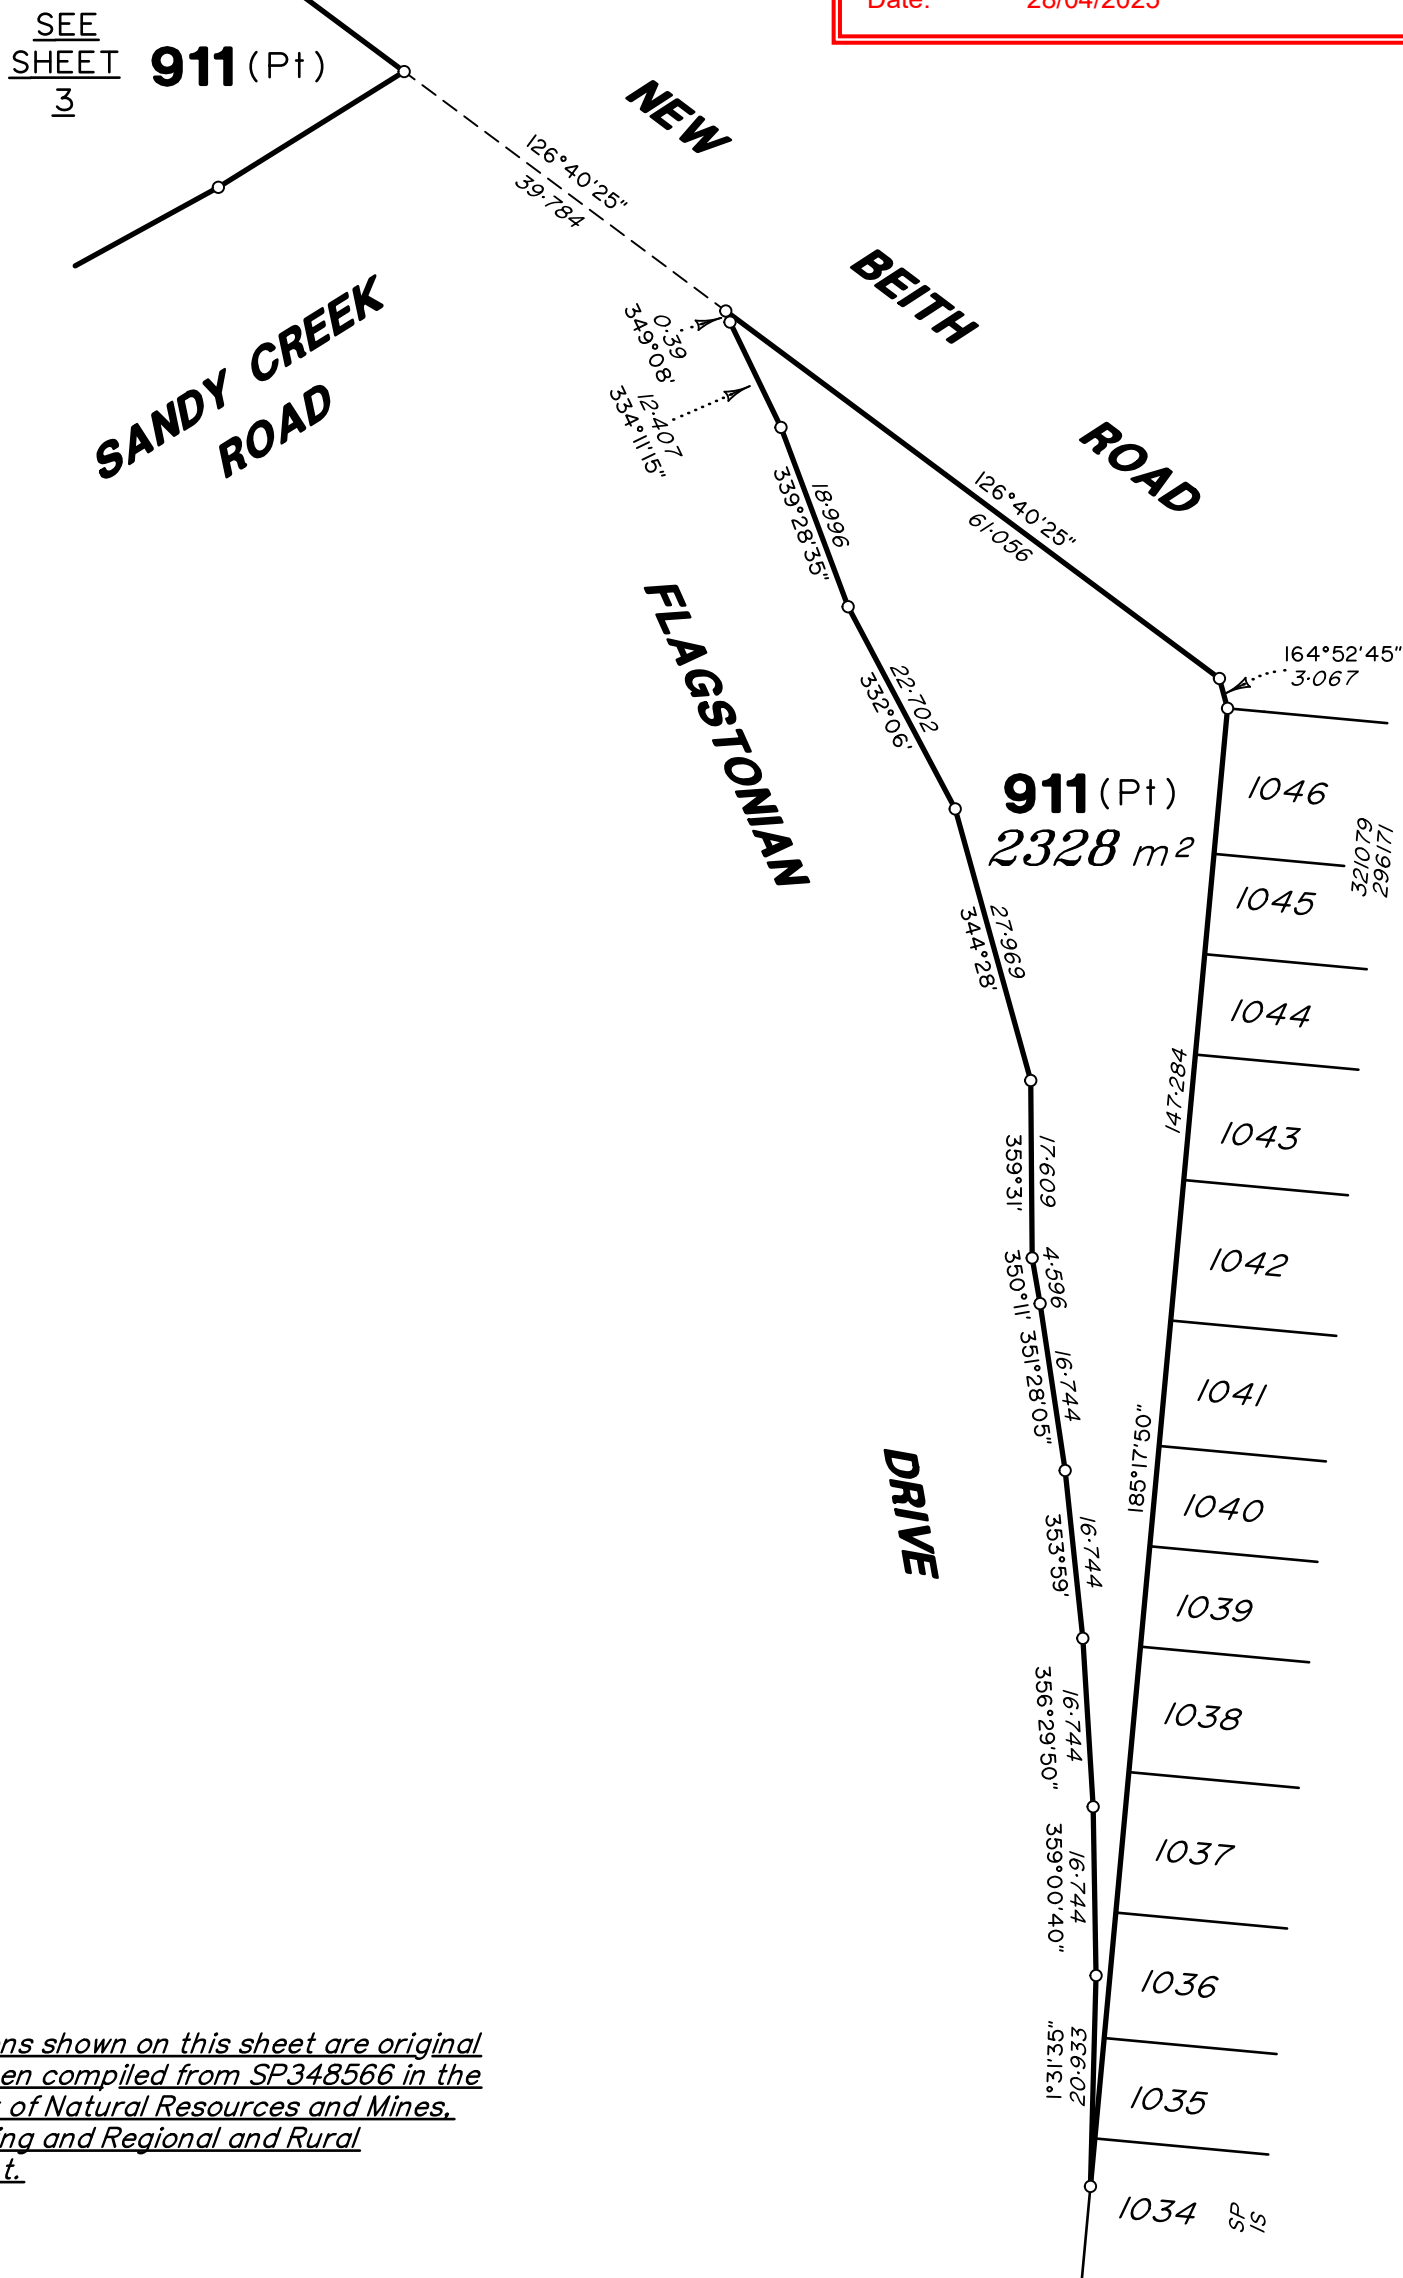 Date: 28/04/2025
SEE
SHEET
3
911 (Pt)
NEW
BEITH
ROAD
126°40'25"
39·784
SANDY CREEK
ROAD
0·39
349°08'
12·407
334°11'15"
18·996
339°28'35"
126°40'25"
61·056
164°52'45"
3·067
FLAGSTONIAN
DRIVE
22·702
332°06'
911 (Pt)
2328 m²
1046
321079
296171
1045
27·969
344°28'
1044
147·284
1043
17·609
359°31'
1042
4·596
350°11'
16·744
351°28'05"
1041
185°17'50"
1040
16·744
353°59'
1039
16·744
356°29'50"
1038
1037
16·744
359°00'40"
1036
20·933
1°31'35"
1035
1034
SP
IS
ns shown on this sheet are original
en compiled from SP348566 in the
of Natural Resources and Mines,
ing and Regional and Rural
t.